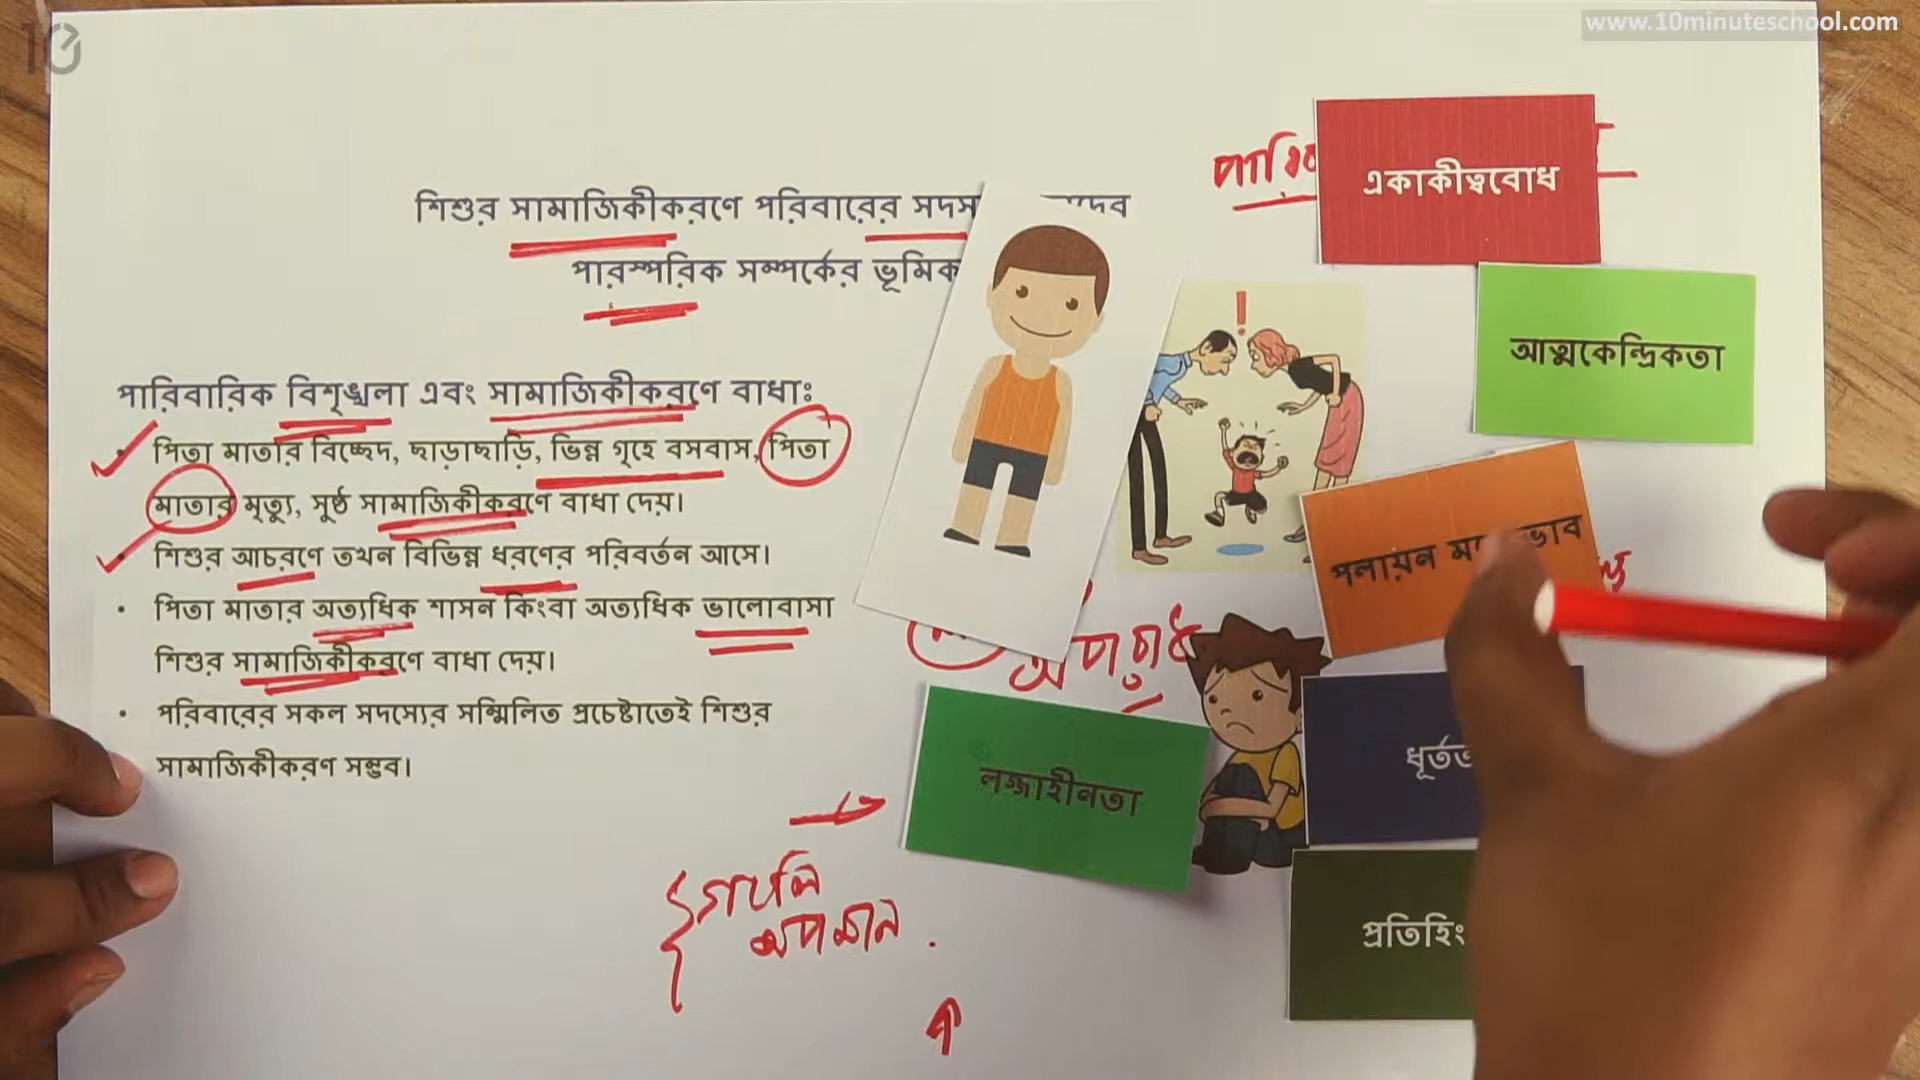 10
www.10minuteschool.com
শিশুর সামাজিকীকরণে পরিবারের
পারস্পরিক সম্পর্কের
পারিবারিক বিশৃঙ্খলা এবং সামাজিকীকরণে বাধাঃ
পিতা মাতার বিচ্ছেদ, ছাড়াছাড়ি, ভিন্ন গৃহে বসবাস, পিতা
মাতার মৃত্যু, সুষ্ঠ সামাজিকীকরণে বাধা দেয়।
শিশুর আচরণে তখন বিভিন্ন ধরণের পরিবর্তন আসে।
• পিতা মাতার অত্যধিক শাসন কিংবা অত্যধিক ভালোবাসা
শিশুর সামাজিকীকরণে বাধা দেয়।
• পরিবারের সকল সদস্যের সম্মিলিত প্রচেষ্টাতেই শিশুর
সামাজিকীকরণ সম্ভব।
একাকীত্ববোধ
আত্মকেন্দ্রিকতা
!
পলায়ন
লজ্জাহীনতা
গালি
অপমান